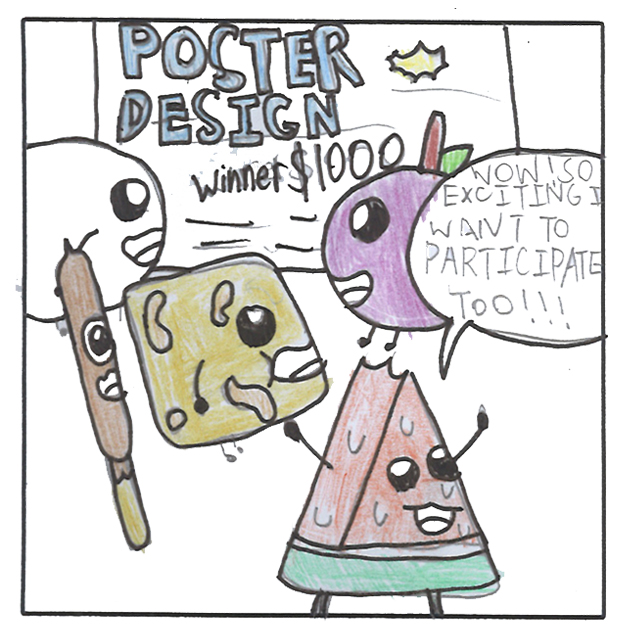 POSTER
DESIGN
winner $1000
WOW! SO
EXCITING I
WANT TO
PARTICIPATE
TOO!!!